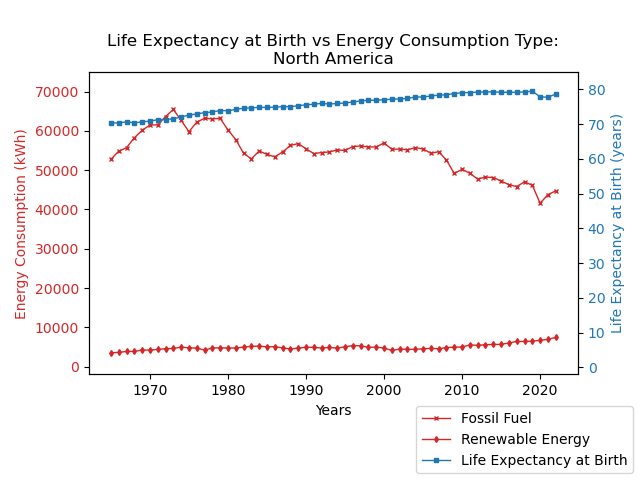 Life Expectancy at Birth vs Energy Consumption Type:
North America
Energy Consumption (kWh)
70000
60000
50000
40000
30000
20000
10000
0
Life Expectancy at Birth (years)
80
70
60
50
40
30
20
10
0
1970 1980 1990 2000 2010 2020
Years
Fossil Fuel
Renewable Energy
Life Expectancy at Birth